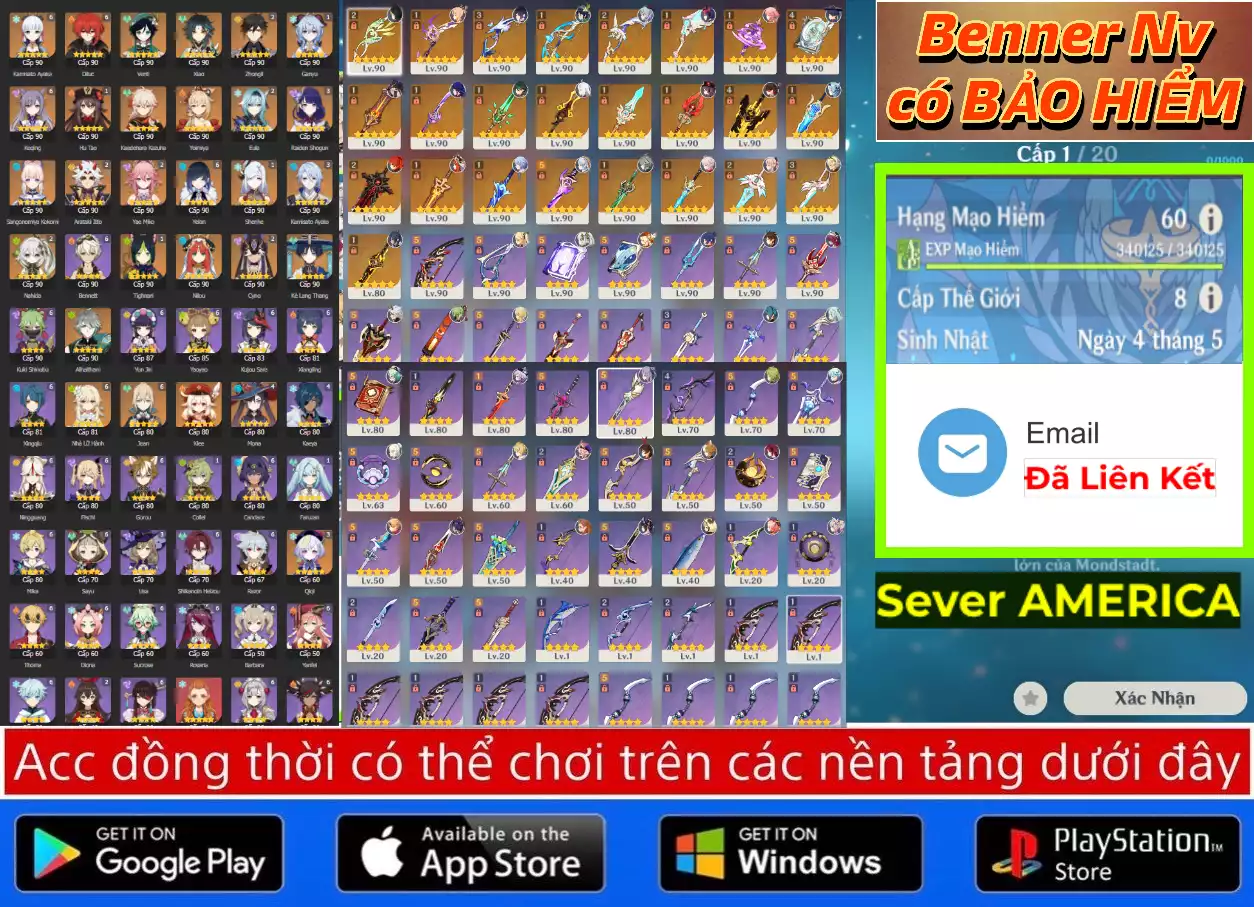 Cấp 90 Cấp 90 Cấp 90 Cấp 90 Cấp 90 Cấp 90
Kamisato Ayaka Diluc Venti Xiao Zhongli Ganyu
Cấp 90 Cấp 90 Cấp 90 Cấp 90 Cấp 90 Cấp 90
Keqing Hu Tao Kaedehara Kazuha Yoimiya Eula Raiden Shogun
Cấp 90 Cấp 90 Cấp 90 Cấp 90 Cấp 90 Cấp 90
Sangonomiya Kokomi Arataki Itto Yae Miko Yelan Shenhe Kamisato Ayato
Cấp 90 Cấp 90 Cấp 90 Cấp 90 Cấp 90 Cấp 90
Nahida Bennett Tighnari Nilou Cyno Kẻ Lang Thang
Cấp 90 Cấp 90 Cấp 87 Cấp 85 Cấp 83 Cấp 81
Kuki Shinobu Alhaitham Yun Jin Yaoyao Kujou Sara Xiangling
Cấp 81 Cấp 81 Cấp 81 Cấp 80 Cấp 80 Cấp 80
Xingqiu Nhà Lữ Hành Jean Klee Mona Kaeya
Cấp 80 Cấp 80 Cấp 80 Cấp 80 Cấp 80 Cấp 80
Ningguang Fischl Gorou Collei Candace Faruzan
Cấp 80 Cấp 70 Cấp 70 Cấp 70 Cấp 67 Cấp 60
Mika Sayu Lisa Shikanoin Heizou Razor Qiqi
Cấp 60 Cấp 60 Cấp 60 Cấp 60 Cấp 50 Cấp 50
Thoma Diona Sucrose Rosaria Barbara Yanfei
Lv.90 Lv.90 Lv.90 Lv.90 Lv.90 Lv.90 Lv.90 Lv.90
Lv.90 Lv.90 Lv.90 Lv.90 Lv.90 Lv.90 Lv.90 Lv.90
Lv.90 Lv.90 Lv.90 Lv.90 Lv.90 Lv.90 Lv.90 Lv.90
Lv.80 Lv.90 Lv.90 Lv.90 Lv.90 Lv.90 Lv.90 Lv.90
Lv.80 Lv.80 Lv.80 Lv.80 Lv.80 Lv.70 Lv.70 Lv.70
Lv.63 Lv.60 Lv.60 Lv.60 Lv.50 Lv.50 Lv.50 Lv.50
Lv.50 Lv.50 Lv.50 Lv.40 Lv.40 Lv.40 Lv.20 Lv.20
Lv.20 Lv.20 Lv.20 Lv.1 Lv.1 Lv.1 Lv.1 Lv.1
Benner Nv
có BẢO HIỂM
Cấp 1 / 20
Hạng Mạo Hiểm 60
EXP Mạo Hiểm 340125 / 340125
Cấp Thế Giới 8
Sinh Nhật Ngày 4 tháng 5
Email
Đã Liên Kết
lớn của Mondstadt.
Sever AMERICA
Xác Nhận
Acc đồng thời có thể chơi trên các nền tảng dưới đây
GET IT ON
Google Play
Available on the
App Store
GET IT ON
Windows
PlayStation™
Store